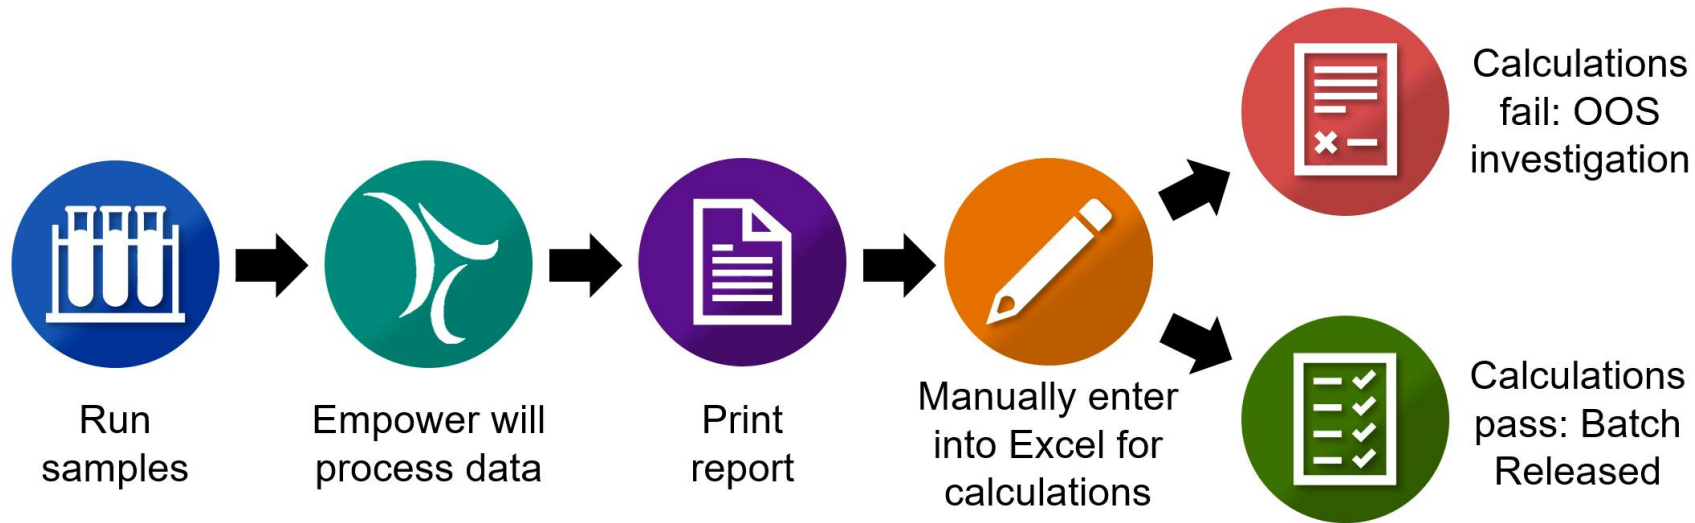 Run
samples
Empower will
process data
Print
report
Manually enter
into Excel for
calculations
Calculations
fail: OOS
investigation
Calculations
pass: Batch
Released